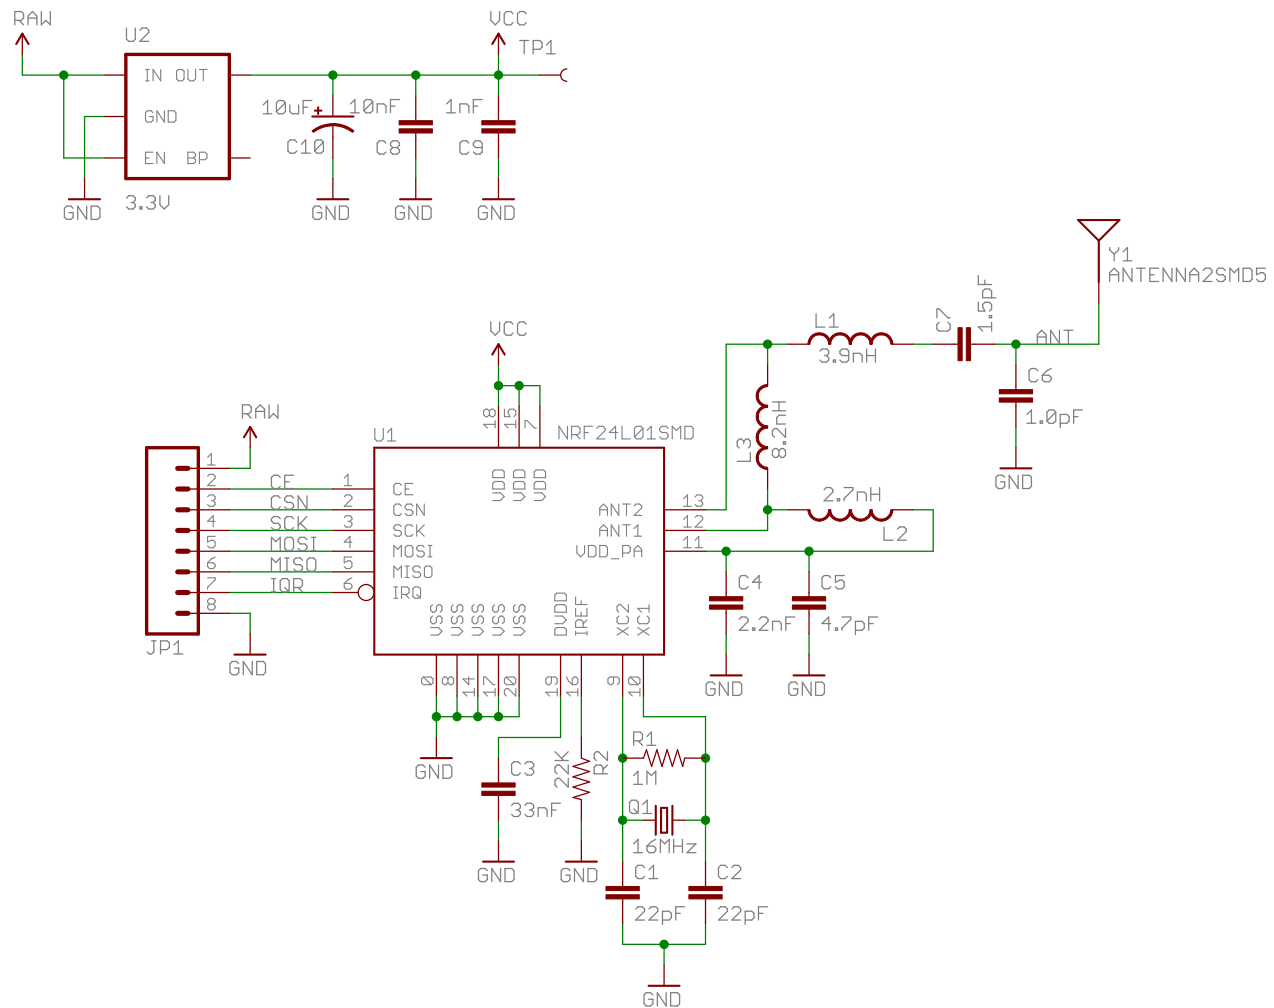 RAW
U2
IN OUT
GND
EN BP
3.3V
GND
VCC
TP1
10uF+
C10
GND
10nF
C8
GND
1nF
C9
GND
Y1
ANTENNA2SMD5
L1
3.9nH
C7
1.5pF
ANT
C6
1.0pF
GND
L3
8.2nH
2.7nH
L2
VCC
18
15
7
U1
NRF24L01SMD
VDD
VDD
VDD
RAW
1
2
3
4
5
6
7
8
JP1
GND
CE
CSN
SCK
MOSI
MISO
IQR
1
2
3
4
5
6
CE
CSN
SCK
MOSI
MISO
IRQ
ANT2
ANT1
VDD_PA
13
12
11
VSS
VSS
VSS
VSS
VSS
DVDD
IREF
XC2
XC1
0
8
14
17
20
19
16
9
10
C4
2.2nF
GND
C5
4.7pF
GND
GND
C3
33nF
GND
22K
R2
GND
R1
1M
Q1
16MHz
C1
22pF
C2
22pF
GND